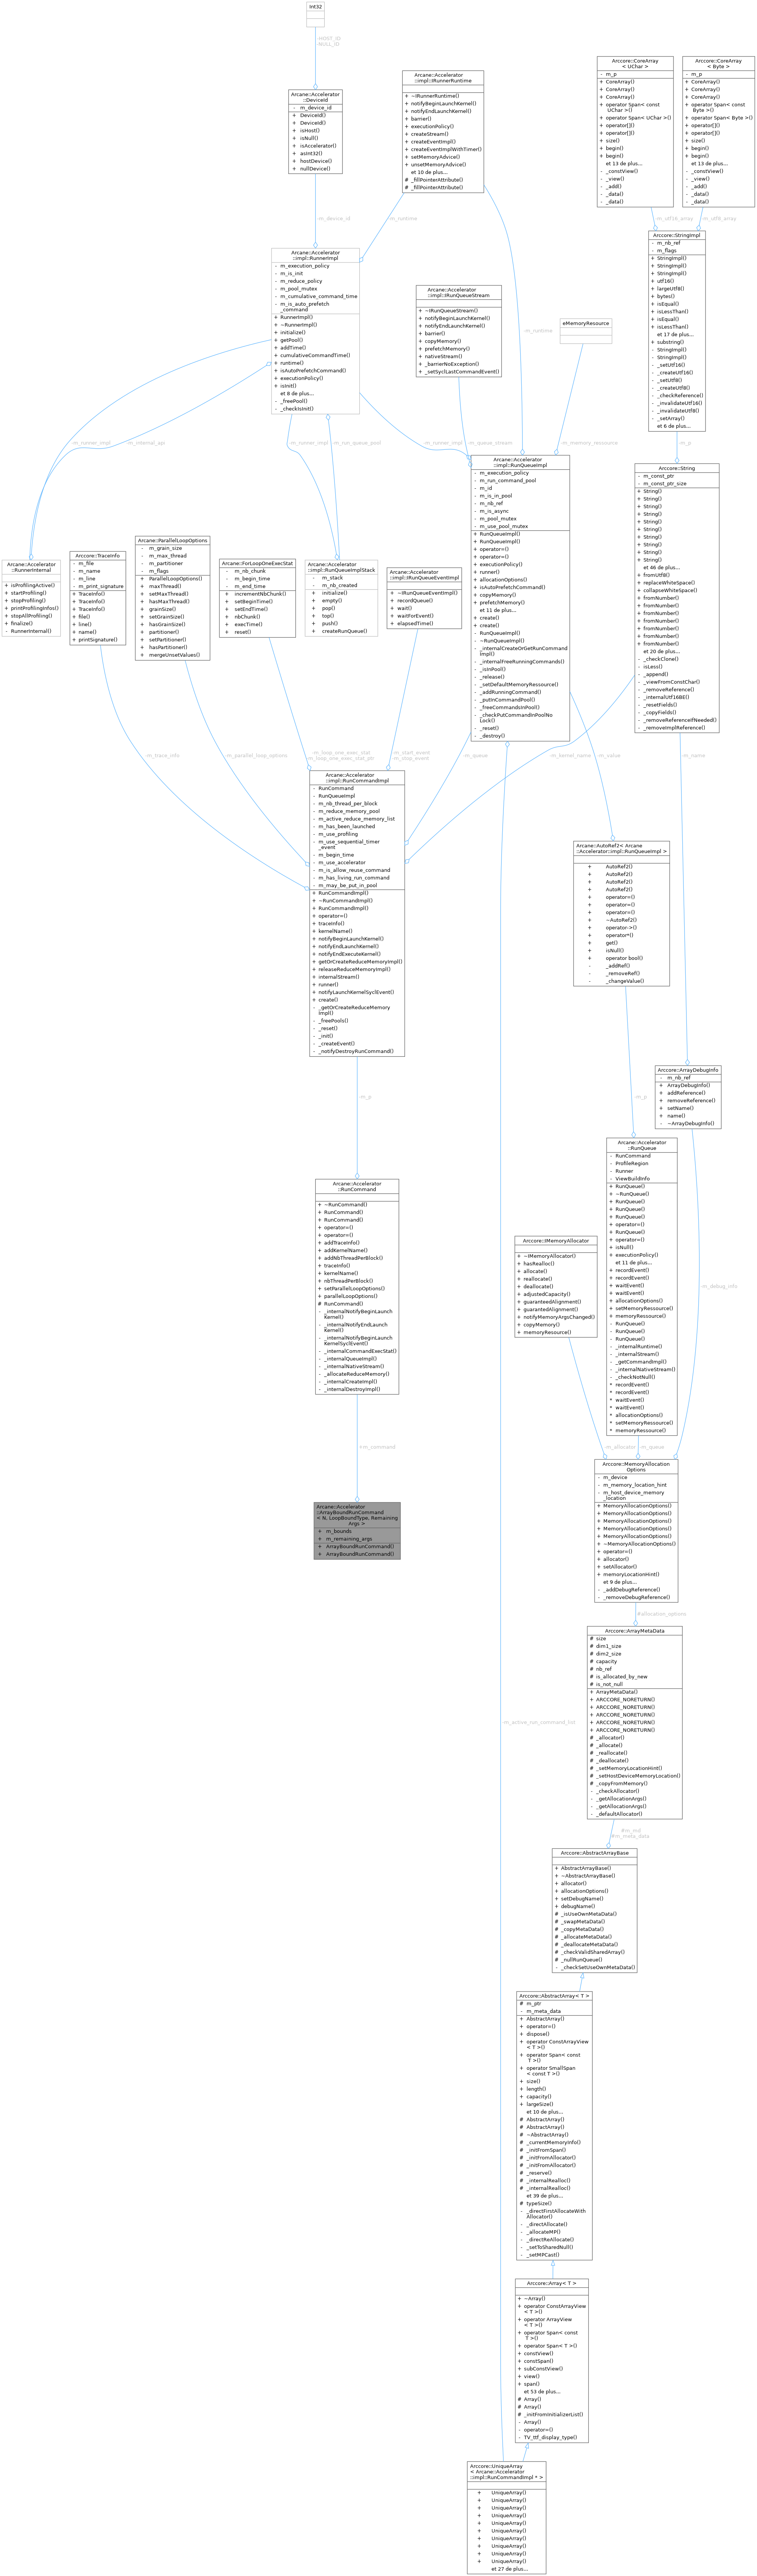 Int32
-HOST_ID
-NULL_ID
Arcane::Accelerator
::DeviceId
- m_device_id
+ DeviceId()
+ DeviceId()
+ isHost()
+ isNull()
+ isAccelerator()
+ asInt32()
+ hostDevice()
+ nullDevice()
-m_device_id
Arcane::Accelerator
::impl::IRunnerRuntime
+ ~IRunnerRuntime()
+ notifyBeginLaunchKernel()
+ notifyEndLaunchKernel()
+ barrier()
+ executionPolicy()
+ createStream()
+ createEventImpl()
+ createEventImplWithTimer()
+ setMemoryAdvice()
+ unsetMemoryAdvice()
et 10 de plus...
# _fillPointerAttribute()
# _fillPointerAttribute()
-m_runtime
-m_runtime
Arccore::CoreArray
< UChar >
- m_p
+ CoreArray()
+ CoreArray()
+ CoreArray()
+ operator Span< const
UChar >()
+ operator Span< UChar >()
+ operator[]()
+ operator[]()
+ size()
+ begin()
+ begin()
et 13 de plus...
- _constView()
- _view()
- _add()
- _data()
- _data()
-m_utf16_array
Arccore::CoreArray
< Byte >
- m_p
+ CoreArray()
+ CoreArray()
+ CoreArray()
+ operator Span< const
Byte >()
+ operator Span< Byte >()
+ operator[]()
+ operator[]()
+ size()
+ begin()
+ begin()
et 13 de plus...
- _constView()
- _view()
- _add()
- _data()
- _data()
-m_utf8_array
Arccore::StringImpl
- m_nb_ref
- m_flags
+ StringImpl()
+ StringImpl()
+ StringImpl()
+ utf16()
+ largeUtf8()
+ bytes()
+ isEqual()
+ isLessThan()
+ isEqual()
+ isLessThan()
et 17 de plus...
+ substring()
- StringImpl()
- StringImpl()
- _setUtf16()
- _createUtf16()
- _setUtf8()
- _createUtf8()
- _checkReference()
- _invalidateUtf16()
- _invalidateUtf8()
- _setArray()
et 6 de plus...
-m_p
Arcane::Accelerator
::impl::RunnerImpl
- m_execution_policy
- m_is_init
- m_reduce_policy
- m_pool_mutex
- m_cumulative_command_time
- m_is_auto_prefetch
_command
+ RunnerImpl()
+ ~RunnerImpl()
+ initialize()
+ getPool()
+ addTime()
+ cumulativeCommandTime()
+ runtime()
+ isAutoPrefetchCommand()
+ executionPolicy()
+ isInit()
et 8 de plus...
- _freePool()
- _checkIsInit()
Arcane::Accelerator
::impl::IRunQueueStream
+ ~IRunQueueStream()
+ notifyBeginLaunchKernel()
+ notifyEndLaunchKernel()
+ barrier()
+ copyMemory()
+ prefetchMemory()
+ nativeStream()
+ _barrierNoException()
+ _setSyclLastCommandEvent()
eMemoryResource
-m_runner_impl
-m_internal_api
-m_runner_impl
-m_run_queue_pool
-m_runner_impl
-m_queue_stream
-m_memory_ressource
Arcane::Accelerator
::impl::RunQueueImpl
- m_execution_policy
- m_run_command_pool
- m_id
- m_is_in_pool
- m_nb_ref
- m_is_async
- m_pool_mutex
- m_use_pool_mutex
+ RunQueueImpl()
+ RunQueueImpl()
+ operator=()
+ operator=()
+ executionPolicy()
+ runner()
+ allocationOptions()
+ isAutoPrefetchCommand()
+ copyMemory()
+ prefetchMemory()
et 11 de plus...
+ create()
+ create()
- RunQueueImpl()
- ~RunQueueImpl()
- _internalCreateOrGetRunCommand
Impl()
- _internalFreeRunningCommands()
- _isInPool()
- _release()
- _setDefaultMemoryRessource()
- _addRunningCommand()
- _putInCommandPool()
- _freeCommandsInPool()
- _checkPutCommandInPoolNo
Lock()
- _reset()
- _destroy()
Arccore::String
- m_const_ptr
- m_const_ptr_size
+ String()
+ String()
+ String()
+ String()
+ String()
+ String()
+ String()
+ String()
+ String()
+ String()
et 46 de plus...
+ fromUtf8()
+ replaceWhiteSpace()
+ collapseWhiteSpace()
+ fromNumber()
+ fromNumber()
+ fromNumber()
+ fromNumber()
+ fromNumber()
+ fromNumber()
+ fromNumber()
et 20 de plus...
- _checkClone()
- isLess()
- _append()
- _viewFromConstChar()
- _removeReference()
- _internalUtf16BE()
- _resetFields()
- _copyFields()
- _removeReferenceIfNeeded()
- _removeImplReference()
Arcane::Accelerator
::RunnerInternal
+ isProfilingActive()
+ startProfiling()
+ stopProfiling()
+ printProfilingInfos()
+ stopAllProfiling()
+ finalize()
- RunnerInternal()
Arccore::TraceInfo
- m_file
- m_name
- m_line
- m_print_signature
+ TraceInfo()
+ TraceInfo()
+ TraceInfo()
+ file()
+ line()
+ name()
+ printSignature()
Arcane::ParallelLoopOptions
- m_grain_size
- m_max_thread
- m_partitioner
- m_flags
+ ParallelLoopOptions()
+ maxThread()
+ setMaxThread()
+ hasMaxThread()
+ grainSize()
+ setGrainSize()
+ hasGrainSize()
+ partitioner()
+ setPartitioner()
+ hasPartitioner()
+ mergeUnsetValues()
Arcane::ForLoopOneExecStat
- m_nb_chunk
- m_begin_time
- m_end_time
+ incrementNbChunk()
+ setBeginTime()
+ setEndTime()
+ nbChunk()
+ execTime()
+ reset()
Arcane::Accelerator
::impl::RunQueueImplStack
- m_stack
- m_nb_created
+ initialize()
+ empty()
+ pop()
+ top()
+ push()
+ createRunQueue()
Arcane::Accelerator
::impl::IRunQueueEventImpl
+ ~IRunQueueEventImpl()
+ recordQueue()
+ wait()
+ waitForEvent()
+ elapsedTime()
-m_trace_info
-m_parallel_loop_options
-m_loop_one_exec_stat
-m_loop_one_exec_stat_ptr
-m_start_event
-m_stop_event
-m_queue
-m_kernel_name
-m_value
-m_name
Arcane::Accelerator
::impl::RunCommandImpl
- RunCommand
- RunQueueImpl
- m_nb_thread_per_block
- m_reduce_memory_pool
- m_active_reduce_memory_list
- m_has_been_launched
- m_use_profiling
- m_use_sequential_timer
_event
- m_begin_time
- m_use_accelerator
- m_is_allow_reuse_command
- m_has_living_run_command
- m_may_be_put_in_pool
+ RunCommandImpl()
+ ~RunCommandImpl()
+ RunCommandImpl()
+ operator=()
+ traceInfo()
+ kernelName()
+ notifyBeginLaunchKernel()
+ notifyEndLaunchKernel()
+ notifyEndExecuteKernel()
+ getOrCreateReduceMemoryImpl()
+ releaseReduceMemoryImpl()
+ internalStream()
+ runner()
+ notifyLaunchKernelSyclEvent()
+ create()
- _getOrCreateReduceMemory
Impl()
- _freePools()
- _reset()
- _init()
- _createEvent()
- _notifyDestroyRunCommand()
-m_p
Arcane::AutoRef2< Arcane
::Accelerator::impl::RunQueueImpl >
+ AutoRef2()
+ AutoRef2()
+ AutoRef2()
+ AutoRef2()
+ operator=()
+ operator=()
+ operator=()
+ ~AutoRef2()
+ operator->()
+ operator*()
+ get()
+ isNull()
+ operator bool()
- _addRef()
- _removeRef()
- _changeValue()
-m_p
Arccore::ArrayDebugInfo
- m_nb_ref
+ ArrayDebugInfo()
+ addReference()
+ removeReference()
+ setName()
+ name()
- ~ArrayDebugInfo()
-m_debug_info
Arcane::Accelerator
::RunQueue
- RunCommand
- ProfileRegion
- Runner
- ViewBuildInfo
+ RunQueue()
+ ~RunQueue()
+ RunQueue()
+ RunQueue()
+ RunQueue()
+ operator=()
+ RunQueue()
+ operator=()
+ isNull()
+ executionPolicy()
et 11 de plus...
+ recordEvent()
+ recordEvent()
+ waitEvent()
+ waitEvent()
+ allocationOptions()
+ setMemoryRessource()
+ memoryRessource()
- RunQueue()
- RunQueue()
- RunQueue()
- _internalRuntime()
- _internalStream()
- _getCommandImpl()
- _internalNativeStream()
- _checkNotNull()
* recordEvent()
* recordEvent()
* waitEvent()
* waitEvent()
* allocationOptions()
* setMemoryRessource()
* memoryRessource()
Arcane::Accelerator
::RunCommand
+ ~RunCommand()
+ RunCommand()
+ RunCommand()
+ operator=()
+ operator=()
+ addTraceInfo()
+ addKernelName()
+ addNbThreadPerBlock()
+ traceInfo()
+ kernelName()
+ nbThreadPerBlock()
+ setParallelLoopOptions()
+ parallelLoopOptions()
# RunCommand()
- _internalNotifyBeginLaunch
Kernel()
- _internalNotifyEndLaunch
Kernel()
- _internalNotifyBeginLaunch
KernelSyclEvent()
- _internalCommandExecStat()
- _internalQueueImpl()
- _internalNativeStream()
- _allocateReduceMemory()
- _internalCreateImpl()
- _internalDestroyImpl()
+m_command
Arccore::IMemoryAllocator
+ ~IMemoryAllocator()
+ hasRealloc()
+ allocate()
+ reallocate()
+ deallocate()
+ adjustedCapacity()
+ guaranteedAlignment()
+ guarantedAlignment()
+ notifyMemoryArgsChanged()
+ copyMemory()
+ memoryResource()
-m_allocator
-m_queue
Arcane::Accelerator
::ArrayBoundRunCommand
< N, LoopBoundType, Remaining
Args >
+ m_bounds
+ m_remaining_args
+ ArrayBoundRunCommand()
+ ArrayBoundRunCommand()
Arccore::MemoryAllocation
Options
- m_device
- m_memory_location_hint
- m_host_device_memory
_location
+ MemoryAllocationOptions()
+ MemoryAllocationOptions()
+ MemoryAllocationOptions()
+ MemoryAllocationOptions()
+ MemoryAllocationOptions()
+ ~MemoryAllocationOptions()
+ operator=()
+ allocator()
+ setAllocator()
+ memoryLocationHint()
et 9 de plus...
- _addDebugReference()
- _removeDebugReference()
#allocation_options
Arccore::ArrayMetaData
# size
# dim1_size
# dim2_size
# capacity
# nb_ref
# is_allocated_by_new
# is_not_null
+ ArrayMetaData()
+ ARCCORE_NORETURN()
+ ARCCORE_NORETURN()
+ ARCCORE_NORETURN()
+ ARCCORE_NORETURN()
+ ARCCORE_NORETURN()
# _allocator()
# _allocate()
# _reallocate()
# _deallocate()
# _setMemoryLocationHint()
# _setHostDeviceMemoryLocation()
# _copyFromMemory()
- _checkAllocator()
- _getAllocationArgs()
- _getAllocationArgs()
- _defaultAllocator()
-m_active_run_command_list
#m_md
#m_meta_data
Arccore::AbstractArrayBase
+ AbstractArrayBase()
+ ~AbstractArrayBase()
+ allocator()
+ allocationOptions()
+ setDebugName()
+ debugName()
# _isUseOwnMetaData()
# _swapMetaData()
# _copyMetaData()
# _allocateMetaData()
# _deallocateMetaData()
# _checkValidSharedArray()
# _nullRunQueue()
- _checkSetUseOwnMetaData()
Arccore::AbstractArray< T >
# m_ptr
- m_meta_data
+ AbstractArray()
+ operator=()
+ dispose()
+ operator ConstArrayView
< T >()
+ operator Span< const
T >()
+ operator SmallSpan
< const T >()
+ size()
+ length()
+ capacity()
+ largeSize()
et 10 de plus...
# AbstractArray()
# AbstractArray()
# ~AbstractArray()
# _currentMemoryInfo()
# _initFromSpan()
# _initFromAllocator()
# _initFromAllocator()
# _reserve()
# _internalRealloc()
# _internalRealloc()
et 39 de plus...
# typeSize()
- _directFirstAllocateWith
Allocator()
- _directAllocate()
- _allocateMP()
- _directReAllocate()
- _setToSharedNull()
- _setMPCast()
Arccore::Array< T >
+ ~Array()
+ operator ConstArrayView
< T >()
+ operator ArrayView
< T >()
+ operator Span< const
T >()
+ operator Span< T >()
+ constView()
+ constSpan()
+ subConstView()
+ view()
+ span()
et 53 de plus...
# Array()
# Array()
# _initFromInitializerList()
- Array()
- operator=()
- TV_ttf_display_type()
Arccore::UniqueArray
< Arcane::Accelerator
::impl::RunCommandImpl * >
+ UniqueArray()
+ UniqueArray()
+ UniqueArray()
+ UniqueArray()
+ UniqueArray()
+ UniqueArray()
+ UniqueArray()
+ UniqueArray()
+ UniqueArray()
+ UniqueArray()
et 27 de plus...